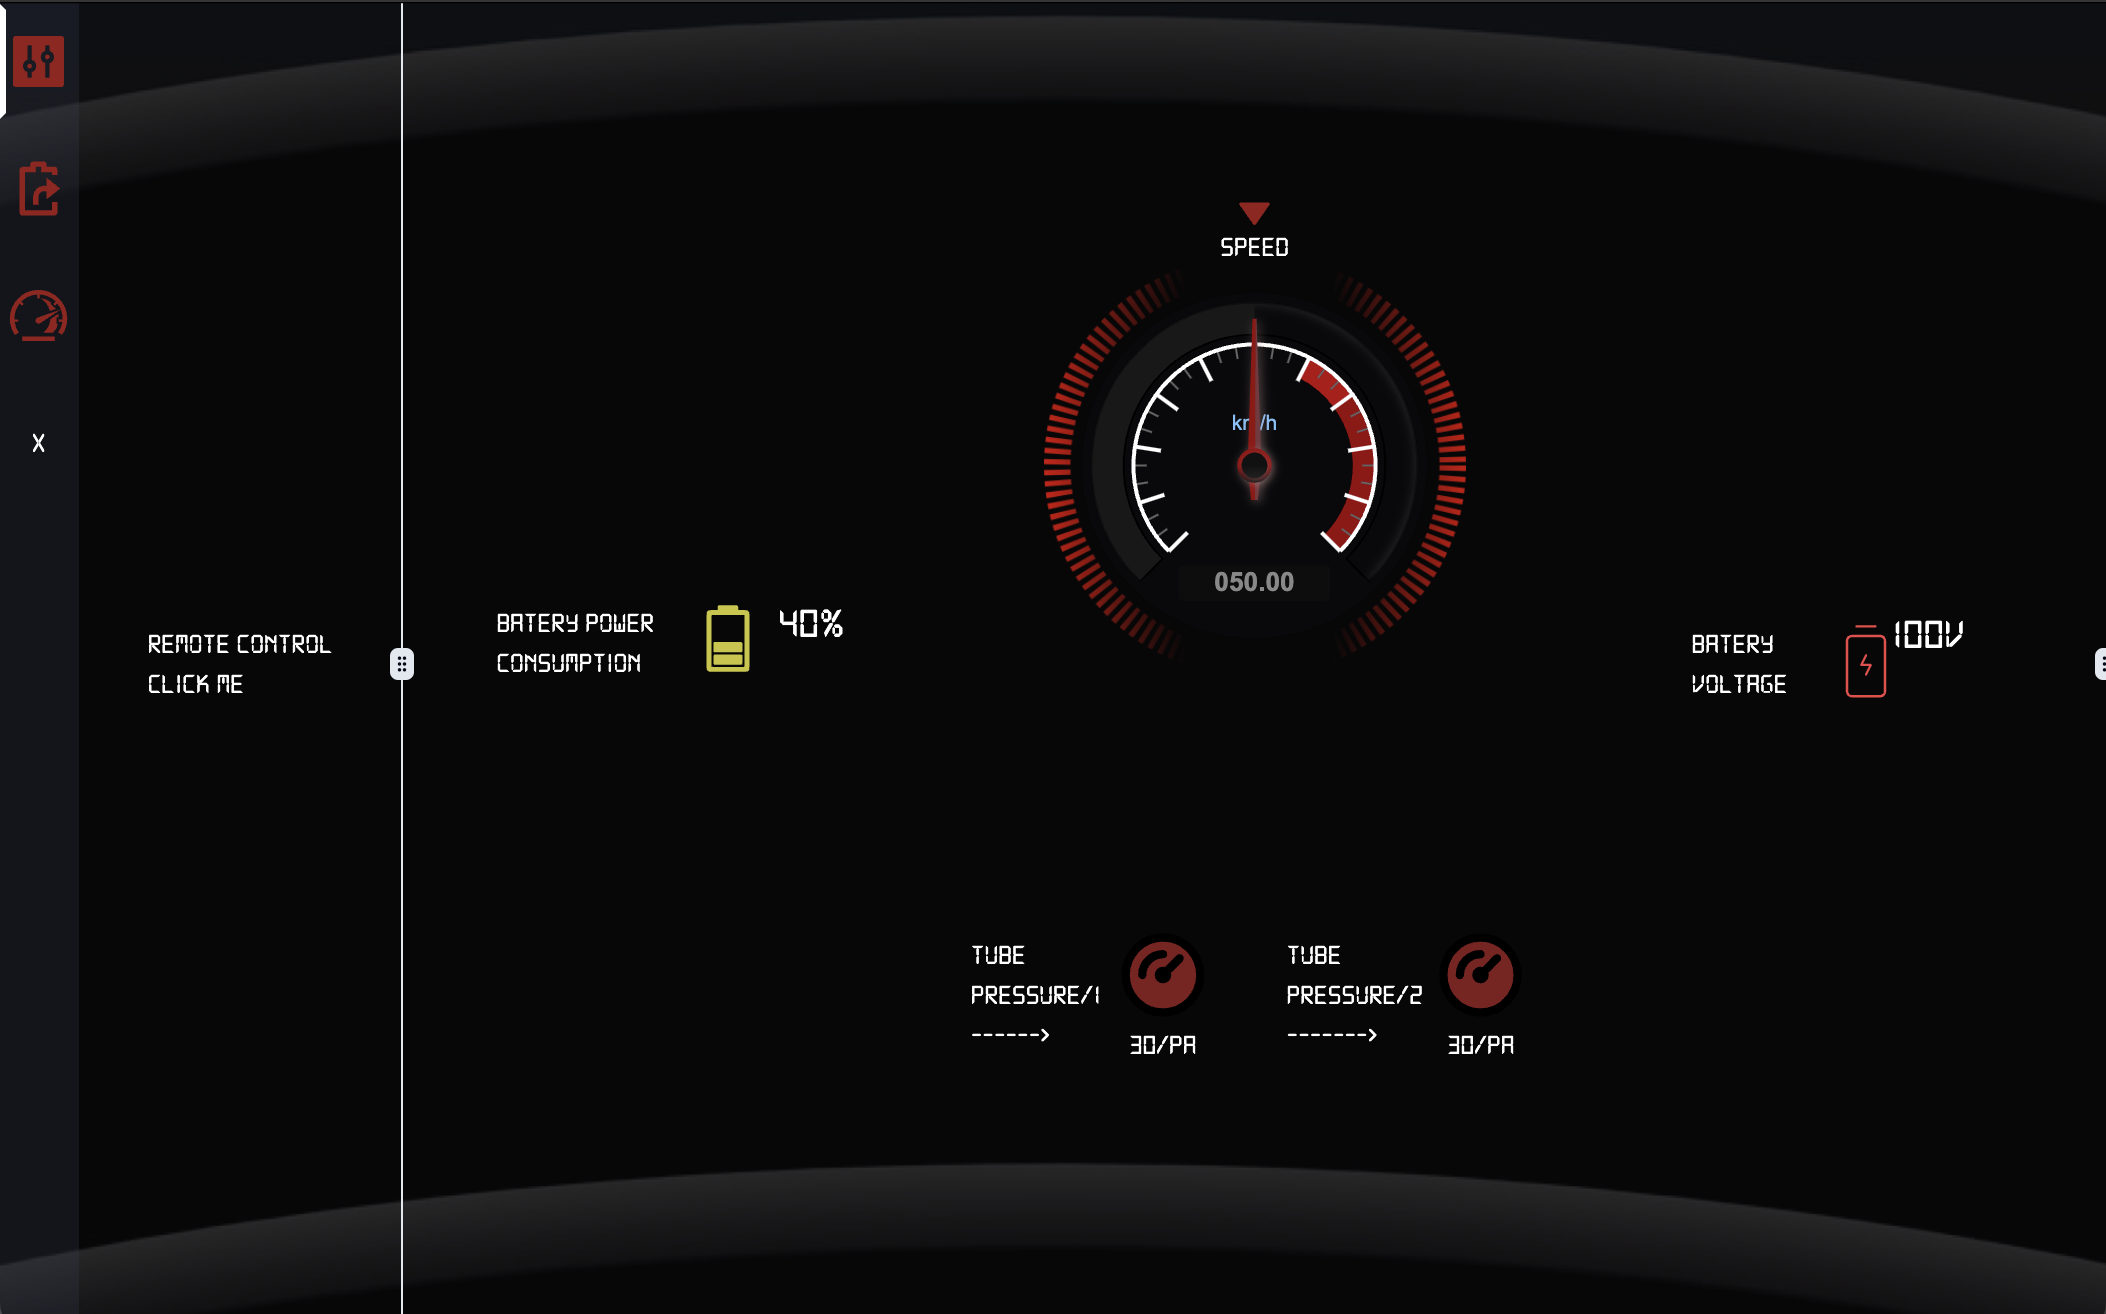 SPEED
km/h
050.00
X
REMOTE CONTROL
CLICK ME
BATERY POWER
CONSUMPTION
40%
BATERY
VOLTAGE
100V
TUBE
PRESSURE/1
------>
30/PA
TUBE
PRESSURE/2
------->
30/PA